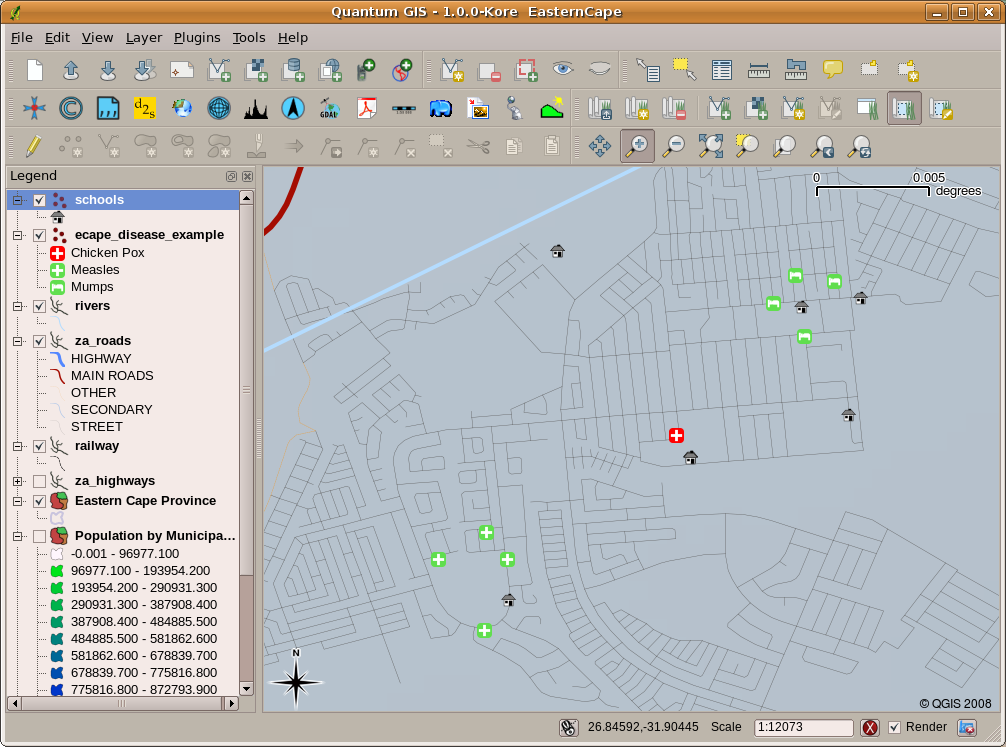 Quantum GIS - 1.0.0-Kore EasternCape
File Edit View Layer Plugins Tools Help
d2s
GDAL
Legend
schools
ecape_disease_example
Chicken Pox
Measles
Mumps
rivers
za_roads
HIGHWAY
MAIN ROADS
OTHER
SECONDARY
STREET
railway
za_highways
Eastern Cape Province
Population by Municipa...
-0.001 - 96977.100
96977.100 - 193954.200
193954.200 - 290931.300
290931.300 - 387908.400
387908.400 - 484885.500
484885.500 - 581862.600
581862.600 - 678839.700
678839.700 - 775816.800
775816.800 - 872793.900
0 0.005
degrees
N
© QGIS 2008
26.84592,-31.90445 Scale 1:12073 Render